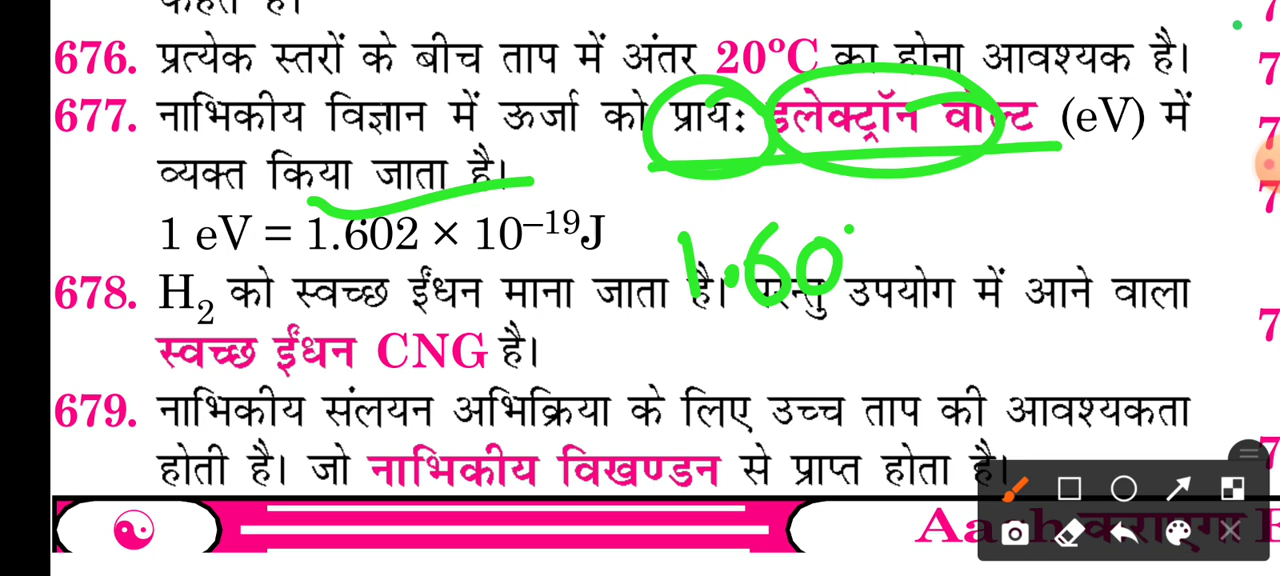 कहते हैं।
676. प्रत्येक स्तरों के बीच ताप में अंतर 20°C का होना आवश्यक है।
677. नाभिकीय विज्ञान में ऊर्जा को प्रायः इलेक्ट्रॉन वोल्ट (eV) में
व्यक्त किया जाता है।
1 eV = 1.602 × 10⁻¹⁹J
1.60
678. H₂ को स्वच्छ ईंधन माना जाता है। परन्तु उपयोग में आने वाला
स्वच्छ ईंधन CNG है।
679. नाभिकीय संलयन अभिक्रिया के लिए उच्च ताप की आवश्यकता
होती है। जो नाभिकीय विखण्डन से प्राप्त होता है।